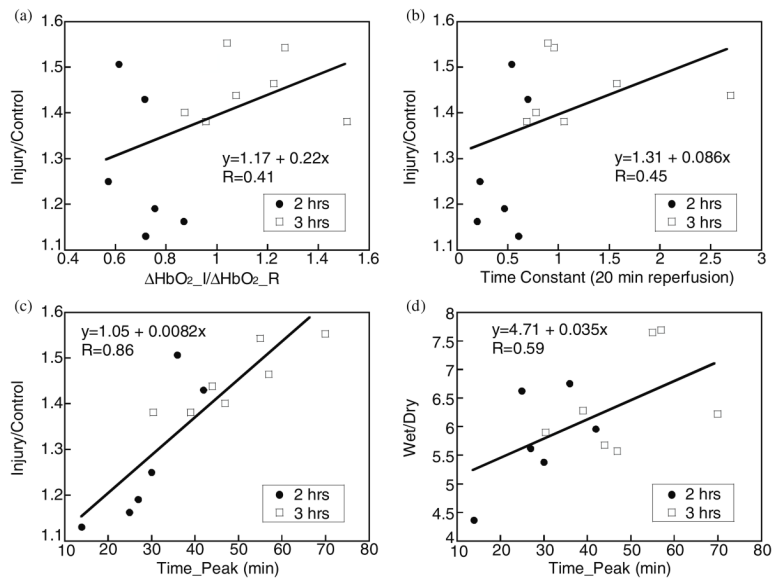 (a)
1.6
1.5
1.4
1.3
1.2
1.1
Injury/Control
y=1.17 + 0.22x
R=0.41
2 hrs
3 hrs
0.4 0.6 0.8 1 1.2 1.4 1.6
ΔHbO₂_I/ΔHbO₂_R
(b)
1.6
1.5
1.4
1.3
1.2
1.1
Injury/Control
y=1.31 + 0.086x
R=0.45
2 hrs
3 hrs
0 0.5 1 1.5 2 2.5 3
Time Constant (20 min reperfusion)
(c)
1.6
1.5
1.4
1.3
1.2
1.1
Injury/Control
y=1.05 + 0.0082x
R=0.86
2 hrs
3 hrs
10 20 30 40 50 60 70 80
Time_Peak (min)
(d)
8
7.5
7
6.5
6
5.5
5
4.5
4
Wet/Dry
y=4.71 + 0.035x
R=0.59
2 hrs
3 hrs
10 20 30 40 50 60 70 80
Time_Peak (min)